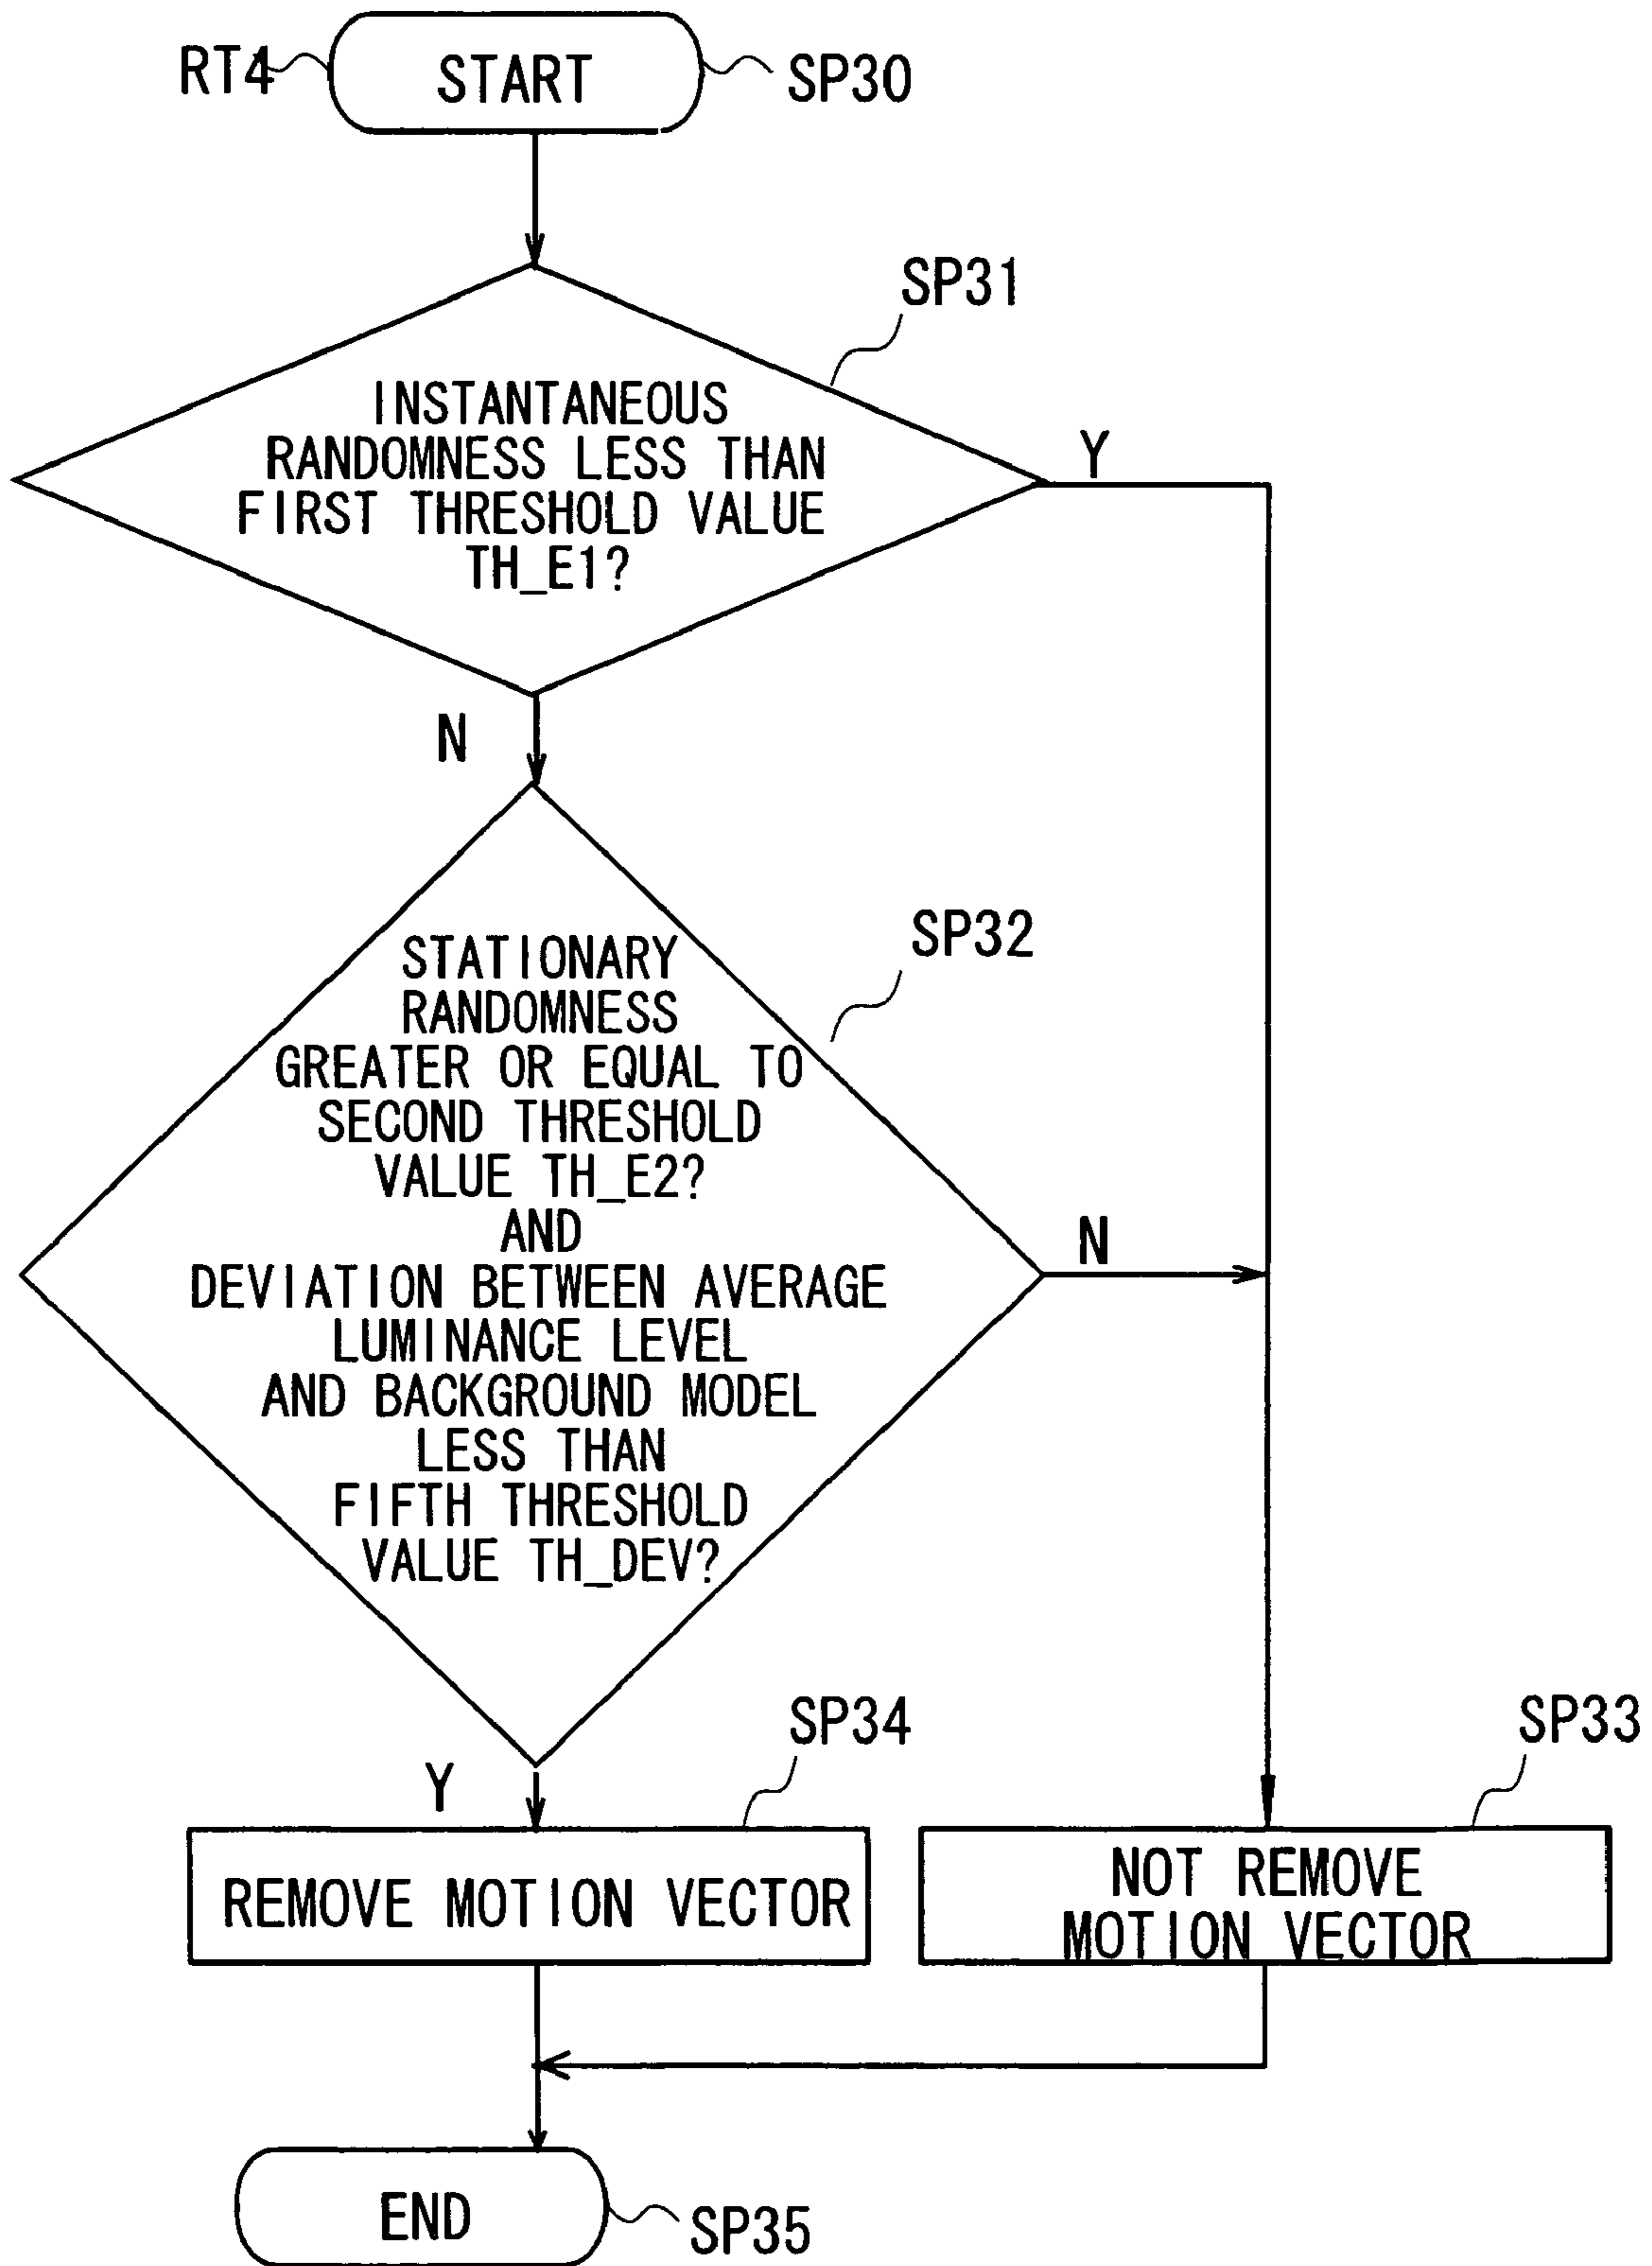 RT4
START
SP30
SP31
INSTANTANEOUS
RANDOMNESS LESS THAN
FIRST THRESHOLD VALUE
TH_E1?
Y
N
SP32
STATIONARY
RANDOMNESS
GREATER OR EQUAL TO
SECOND THRESHOLD
VALUE TH_E2?
AND
DEVIATION BETWEEN AVERAGE
LUMINANCE LEVEL
AND BACKGROUND MODEL
LESS THAN
FIFTH THRESHOLD
VALUE TH_DEV?
N
Y
SP34
SP33
REMOVE MOTION VECTOR
NOT REMOVE
MOTION VECTOR
END
SP35